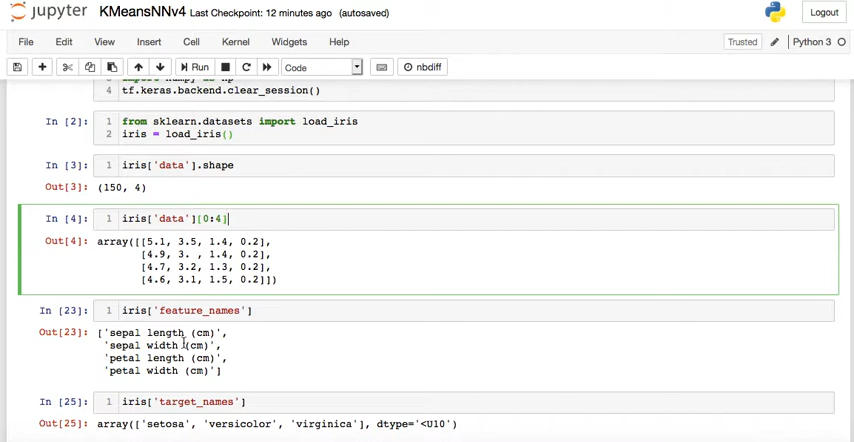 jupyter KMeansNNv4 Last Checkpoint: 12 minutes ago (autosaved) Logout
File Edit View Insert Cell Kernel Widgets Help Trusted Python 3
Run Code nbdiff
3 import numpy as np
4 tf.keras.backend.clear_session()
In [2]: 1 from sklearn.datasets import load_iris
2 iris = load_iris()
In [3]: 1 iris['data'].shape
Out[3]: (150, 4)
In [4]: 1 iris['data'][0:4]
Out[4]: array([[5.1, 3.5, 1.4, 0.2],
[4.9, 3. , 1.4, 0.2],
[4.7, 3.2, 1.3, 0.2],
[4.6, 3.1, 1.5, 0.2]])
In [23]: 1 iris['feature_names']
Out[23]: ['sepal length (cm)',
'sepal width (cm)',
'petal length (cm)',
'petal width (cm)']
In [25]: 1 iris['target_names']
Out[25]: array(['setosa', 'versicolor', 'virginica'], dtype='<U10')